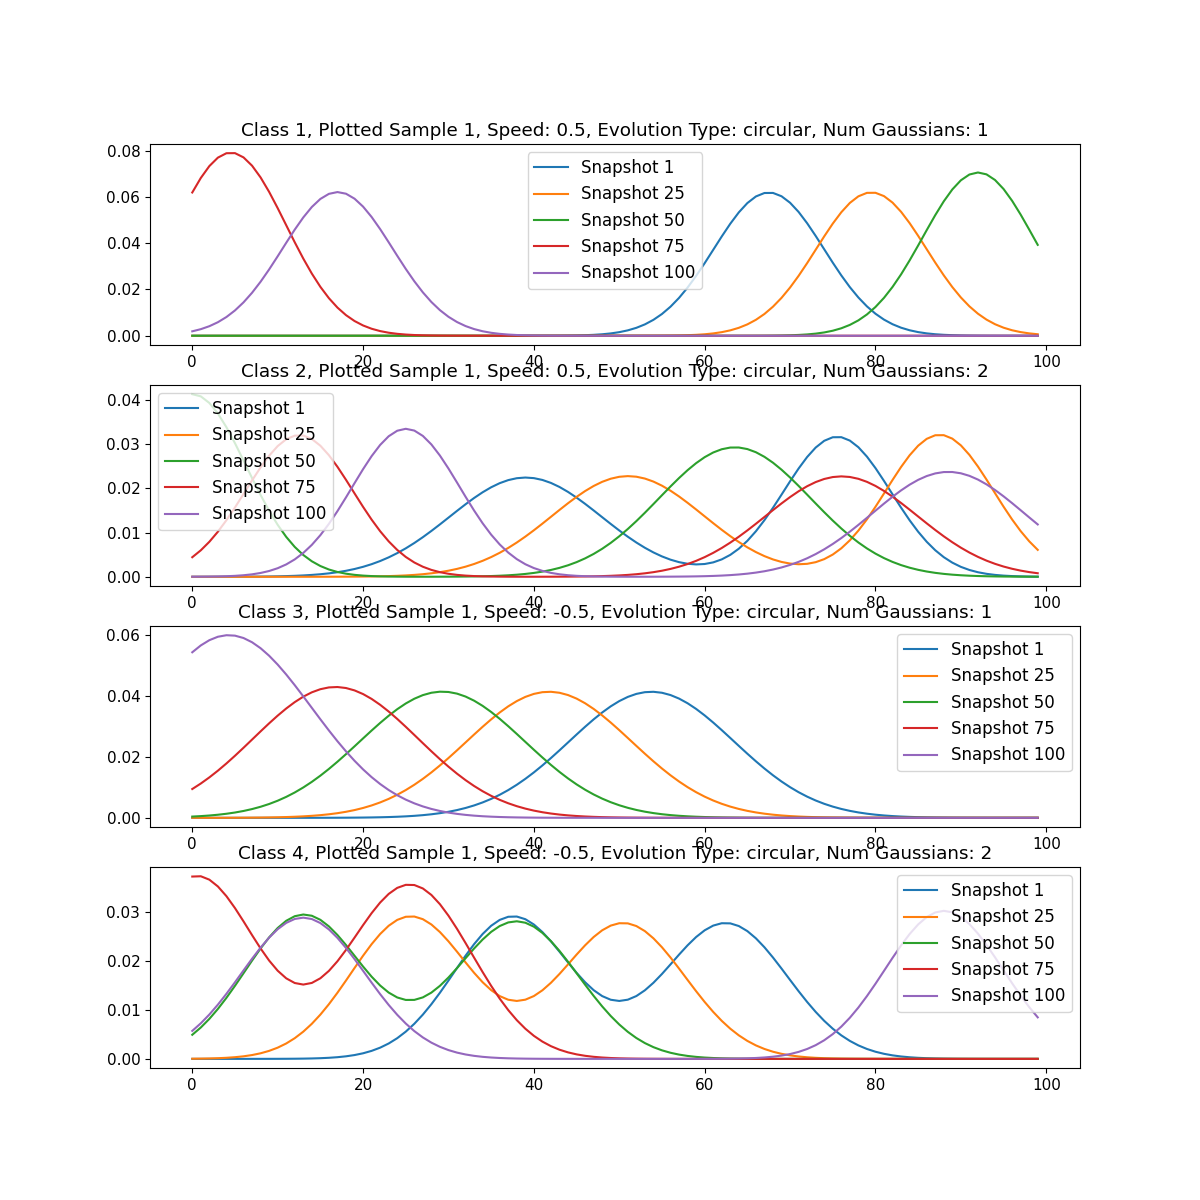 Class 1, Plotted Sample 1, Speed: 0.5, Evolution Type: circular, Num Gaussians: 1
0.08
0.06
0.04
0.02
0.00
Snapshot 1
Snapshot 25
Snapshot 50
Snapshot 75
Snapshot 100
0 20 40 60 80 100
Class 2, Plotted Sample 1, Speed: 0.5, Evolution Type: circular, Num Gaussians: 2
0.04
0.03
0.02
0.01
0.00
Snapshot 1
Snapshot 25
Snapshot 50
Snapshot 75
Snapshot 100
0 20 40 60 80 100
Class 3, Plotted Sample 1, Speed: -0.5, Evolution Type: circular, Num Gaussians: 1
0.06
0.04
0.02
0.00
Snapshot 1
Snapshot 25
Snapshot 50
Snapshot 75
Snapshot 100
0 20 40 60 80 100
Class 4, Plotted Sample 1, Speed: -0.5, Evolution Type: circular, Num Gaussians: 2
0.03
0.02
0.01
0.00
Snapshot 1
Snapshot 25
Snapshot 50
Snapshot 75
Snapshot 100
0 20 40 60 80 100